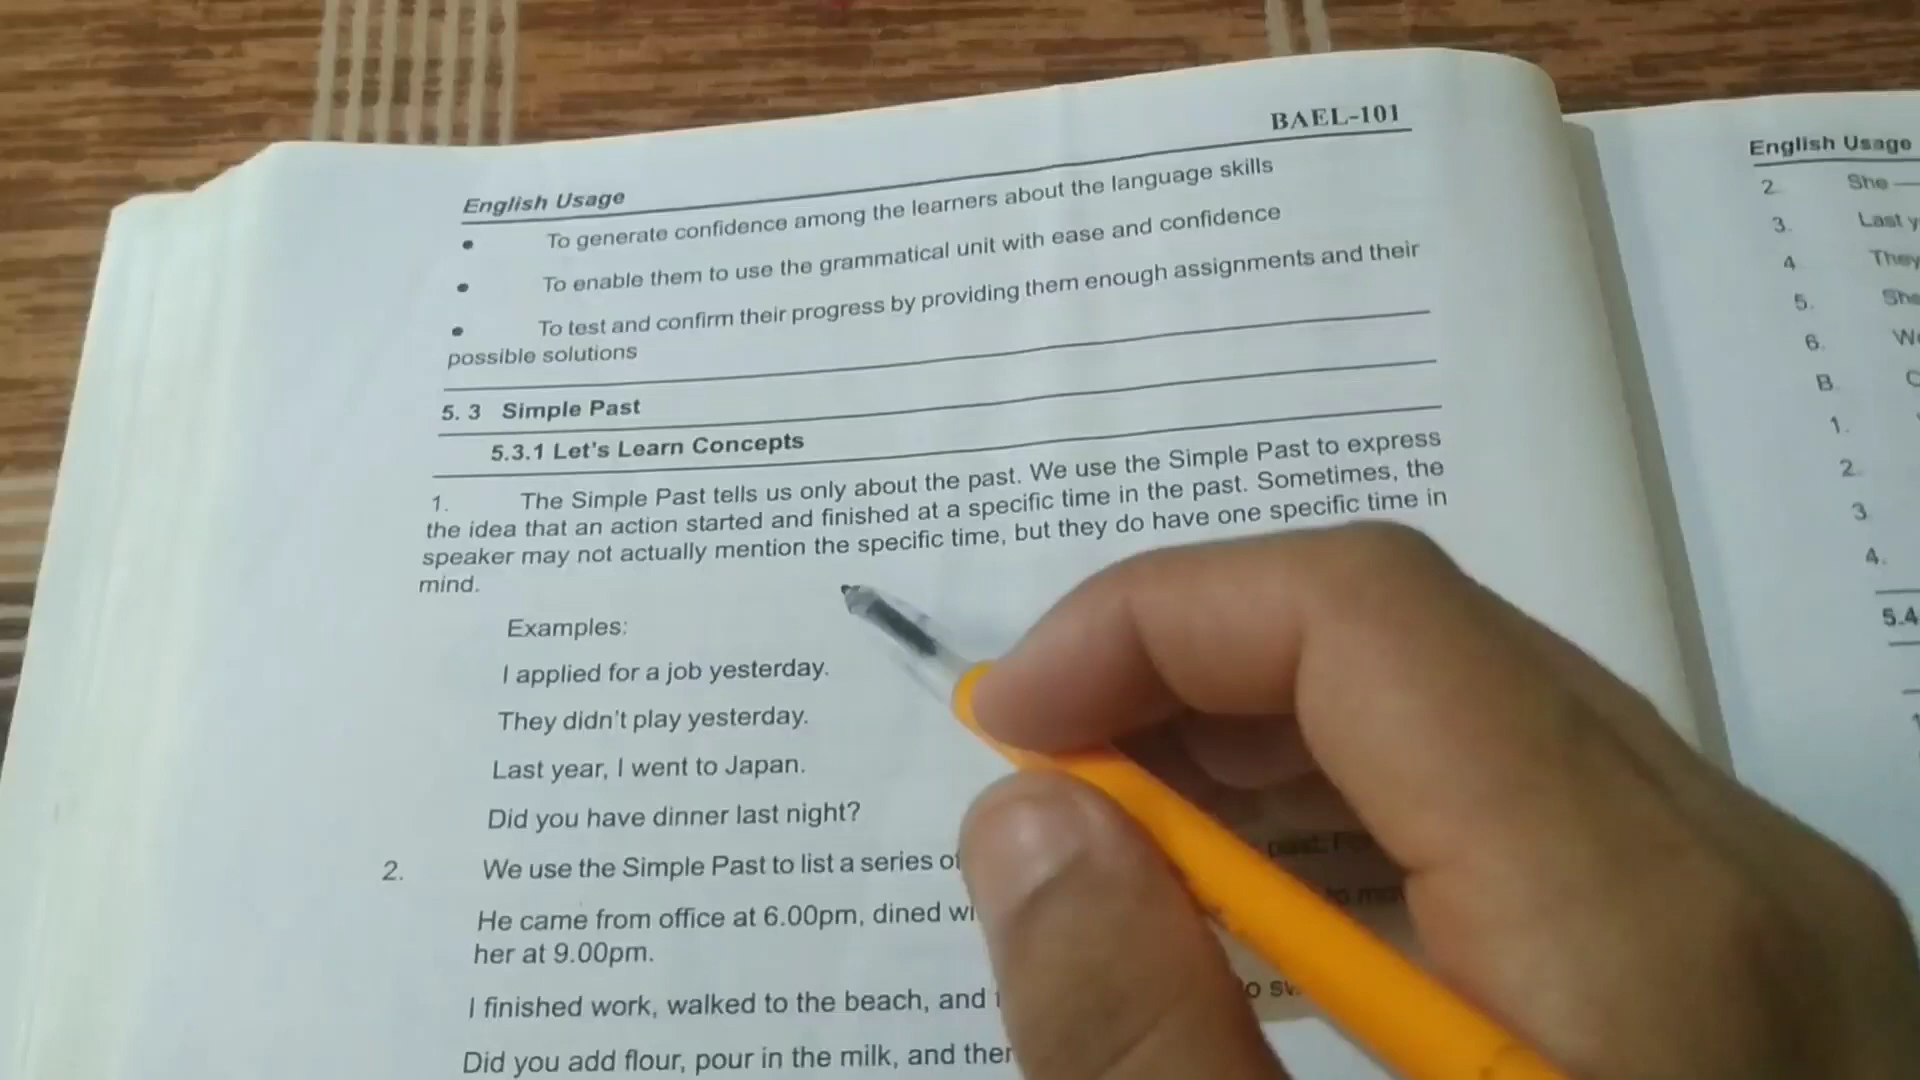 BAEL-101
English Usage
• To generate confidence among the learners about the language skills
• To enable them to use the grammatical unit with ease and confidence
• To test and confirm their progress by providing them enough assignments and their
possible solutions
5. 3 Simple Past
5.3.1 Let's Learn Concepts
1. The Simple Past tells us only about the past. We use the Simple Past to express
the idea that an action started and finished at a specific time in the past. Sometimes, the
speaker may not actually mention the specific time, but they do have one specific time in
mind.
Examples:
I applied for a job yesterday.
They didn't play yesterday.
Last year, I went to Japan.
Did you have dinner last night?
2. We use the Simple Past to list a series of
He came from office at 6.00pm, dined
her at 9.00pm.
I finished work, walked to the beach, and
Did you add flour, pour in the milk, and
English Usage
2. She
3. Last
4. They
5. She
6.
B.
1.
2.
3.
4.
5.4